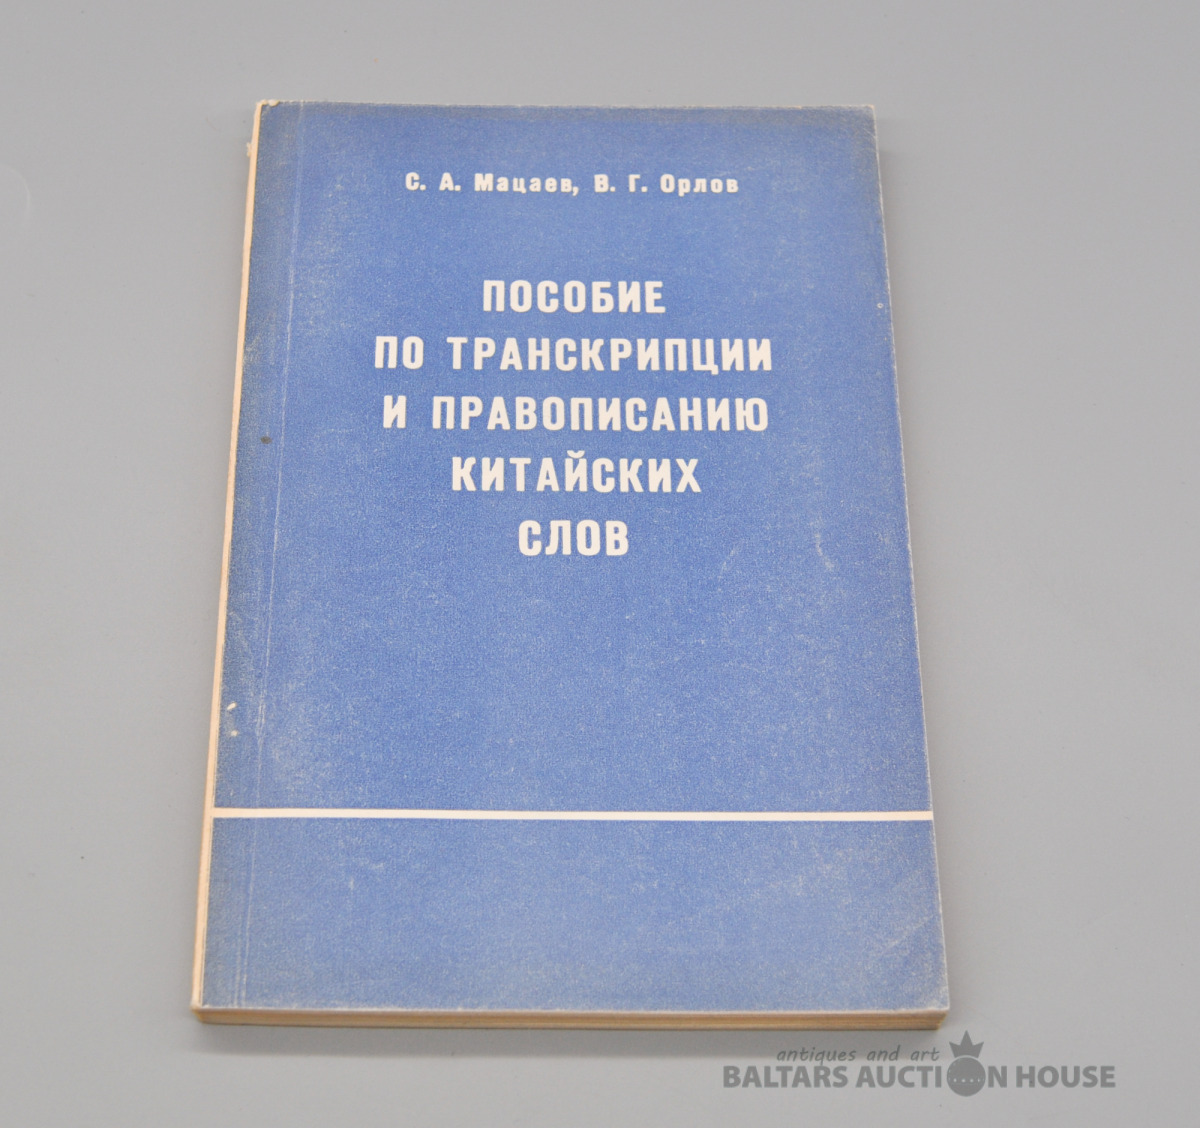 С. А. Мацаев, В. Г. Орлов
ПОСОБИЕ
ПО ТРАНСКРИПЦИИ
И ПРАВОПИСАНИЮ
КИТАЙСКИХ
СЛОВ
antiques and art
BALTARS AUCTION HOUSE